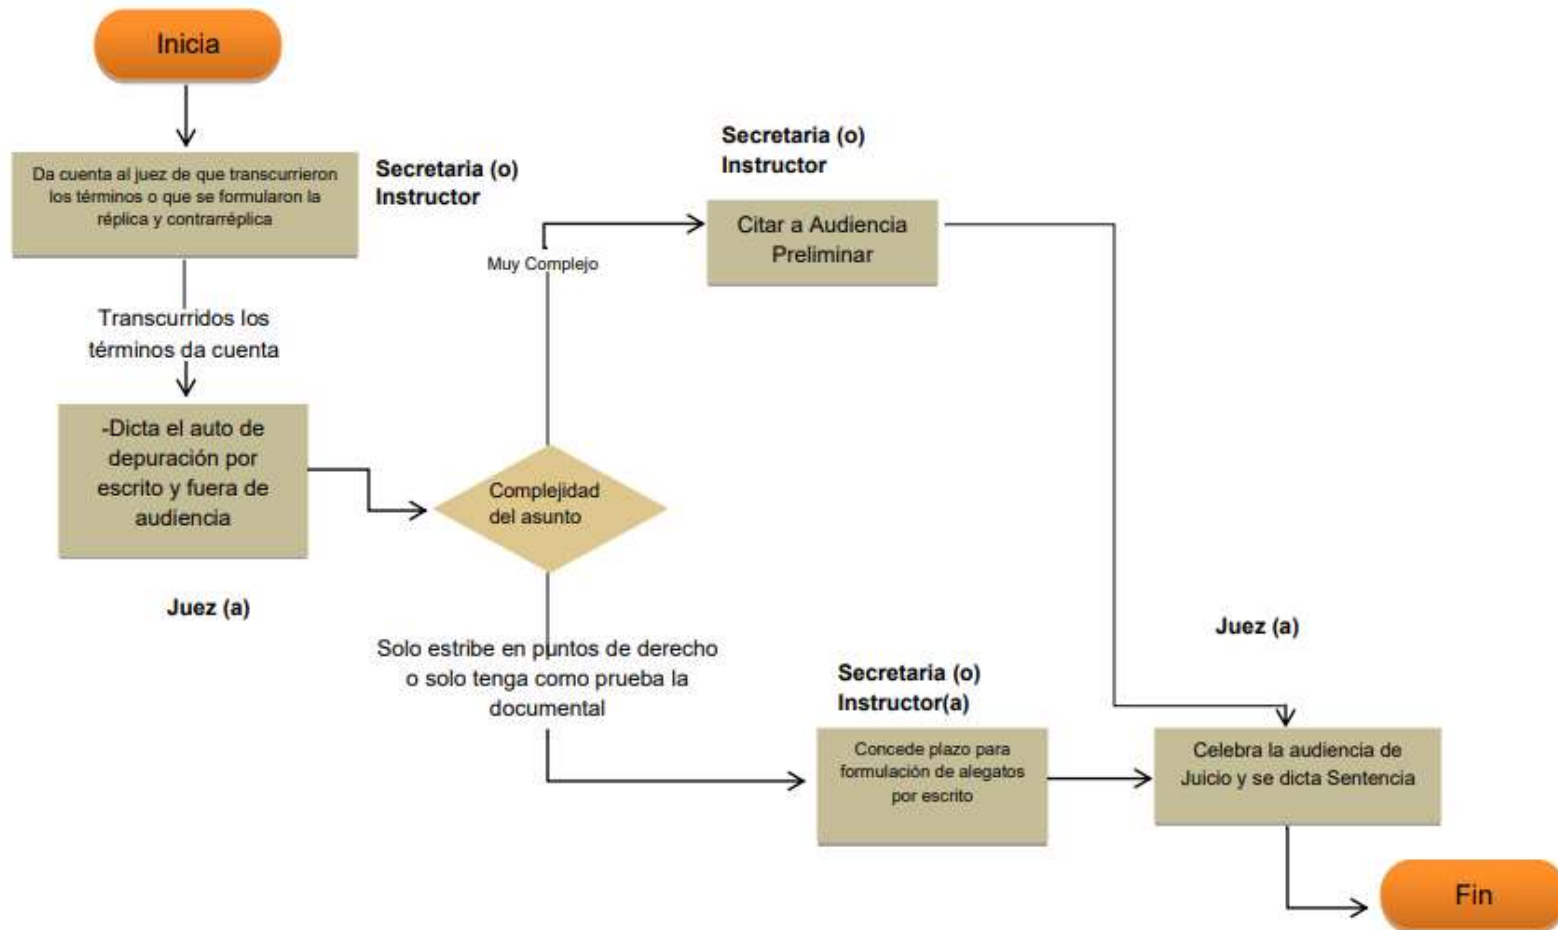 Inicia
Da cuenta al juez de que transcurrieron
los términos o que se formularon la
réplica y contrarréplica
Secretaria (o)
Instructor
Transcurridos los
términos da cuenta
-Dicta el auto de
depuración por
escrito y fuera de
audiencia
Juez (a)
Complejidad
del asunto
Muy Complejo
Secretaria (o)
Instructor
Citar a Audiencia
Preliminar
Solo estribe en puntos de derecho
o solo tenga como prueba la
documental
Secretaria (o)
Instructor(a)
Concede plazo para
formulación de alegatos
por escrito
Juez (a)
Celebra la audiencia de
Juicio y se dicta Sentencia
Fin